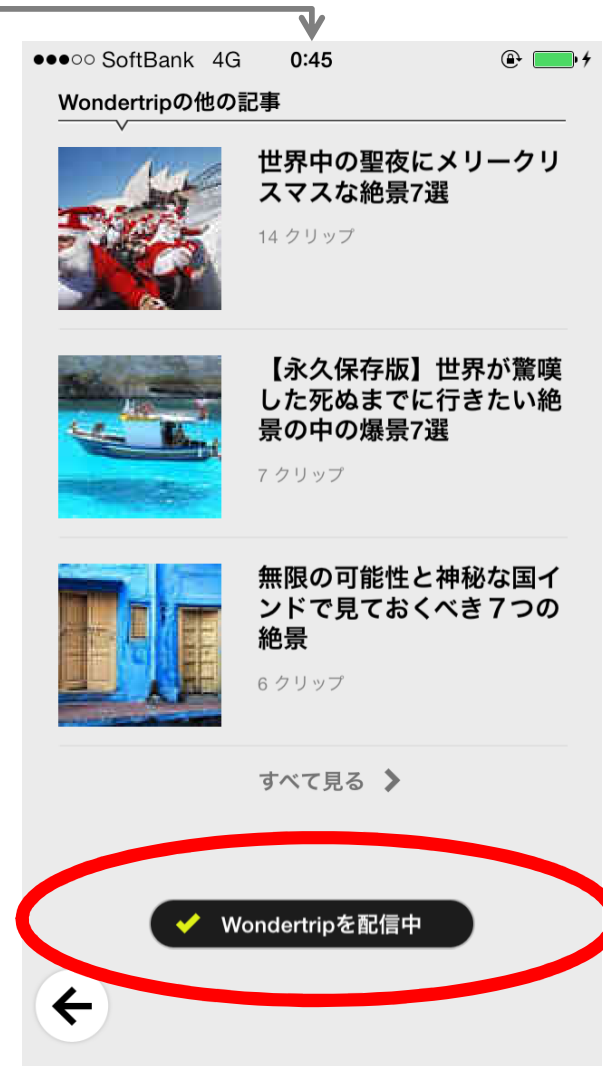 ●●●○○ SoftBank 4G 0:45
Wondertripの他の記事
世界中の聖夜にメリークリ
スマスな絶景7選
14 クリップ
【永久保存版】世界が驚嘆
した死ぬまでに行きたい絶
景の中の爆景7選
7 クリップ
無限の可能性と神秘な国イ
ンドで見ておくべき７つの
絶景
6 クリップ
すべて見る
Wondertripを配信中